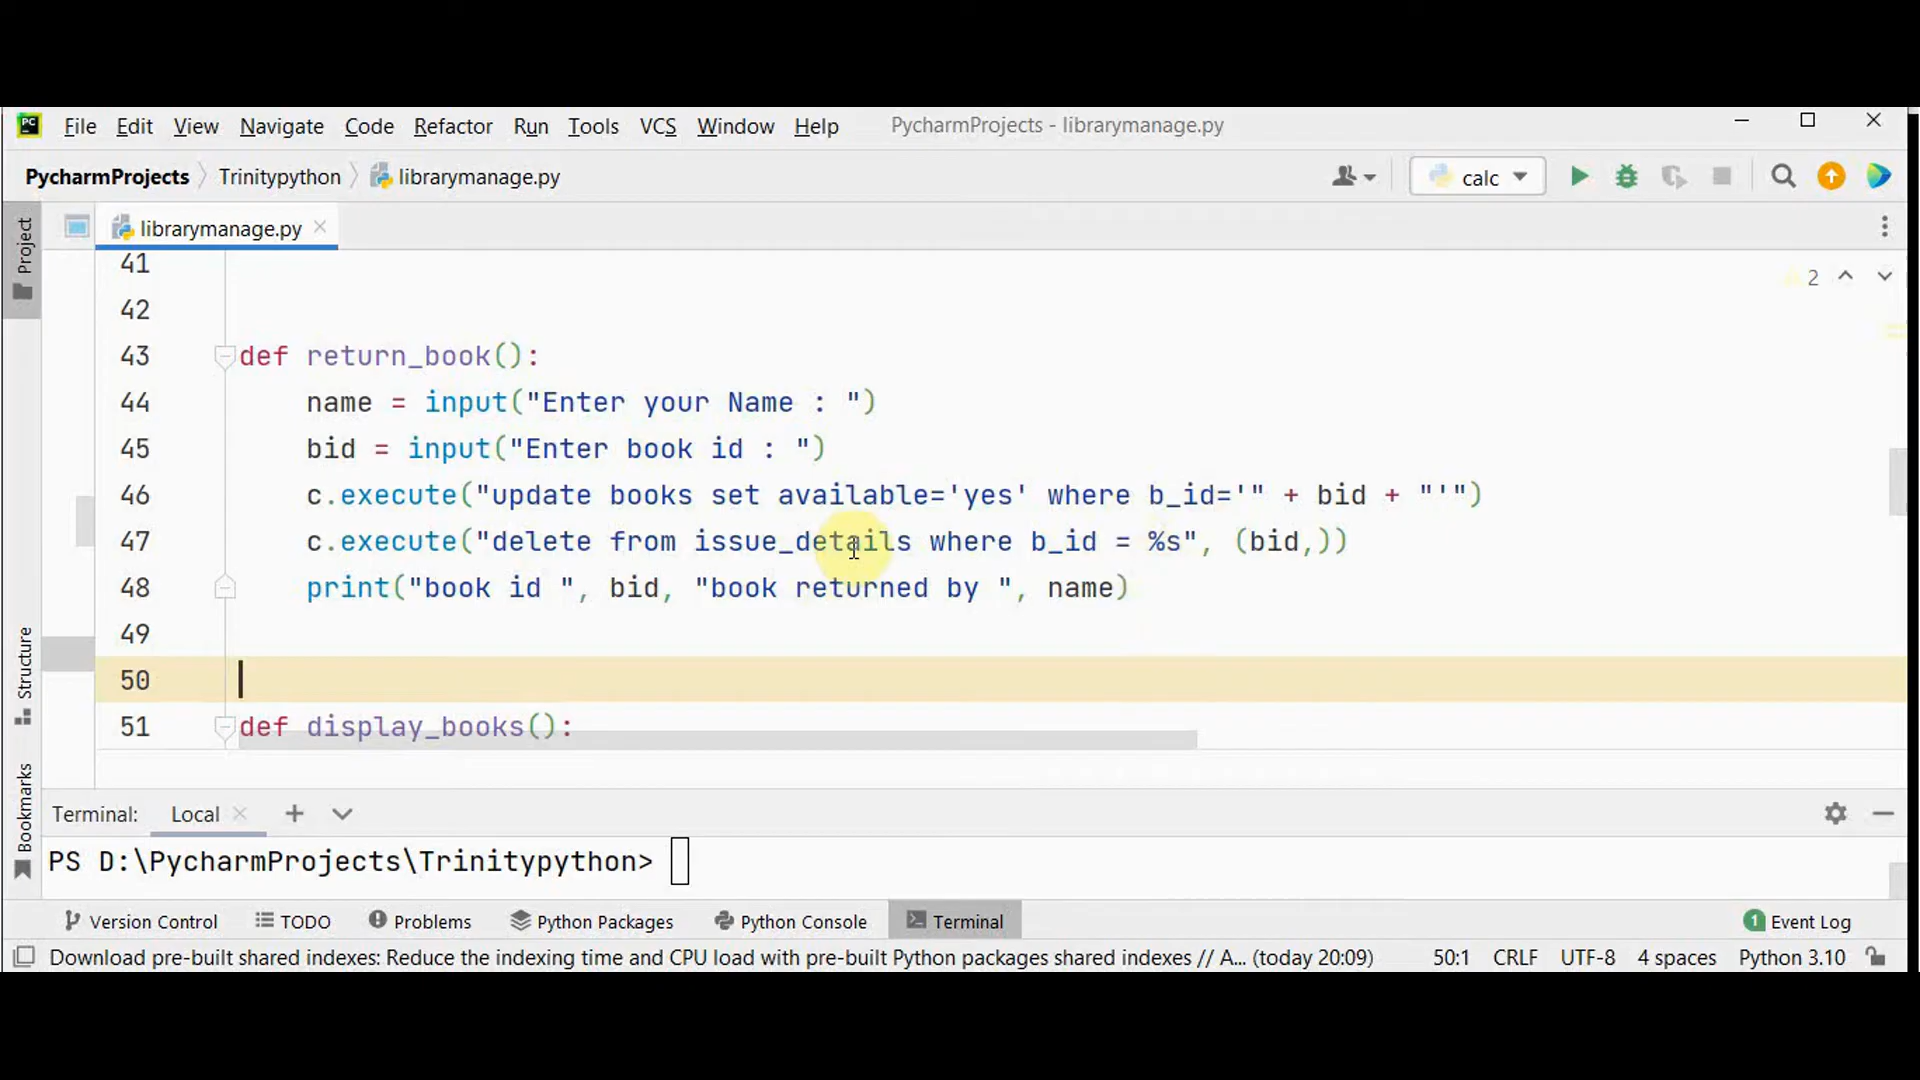 PC File Edit View Navigate Code Refactor Run Tools VCS Window Help PycharmProjects - librarymanage.py
PycharmProjects Trinitypython librarymanage.py calc
librarymanage.py
Project
41
2
42
43 def return_book():
44 name = input("Enter your Name : ")
45 bid = input("Enter book id : ")
46 c.execute("update books set available='yes' where b_id='" + bid + "'")
47 c.execute("delete from issue_details where b_id = %s", (bid,))
48 print("book id ", bid, "book returned by ", name)
49
50
51 def display_books():
Structure
Bookmarks
Terminal: Local
PS D:\PycharmProjects\Trinitypython>
Version Control TODO Problems Python Packages Python Console Terminal 1 Event Log
Download pre-built shared indexes: Reduce the indexing time and CPU load with pre-built Python packages shared indexes // A... (today 20:09) 50:1 CRLF UTF-8 4 spaces Python 3.10